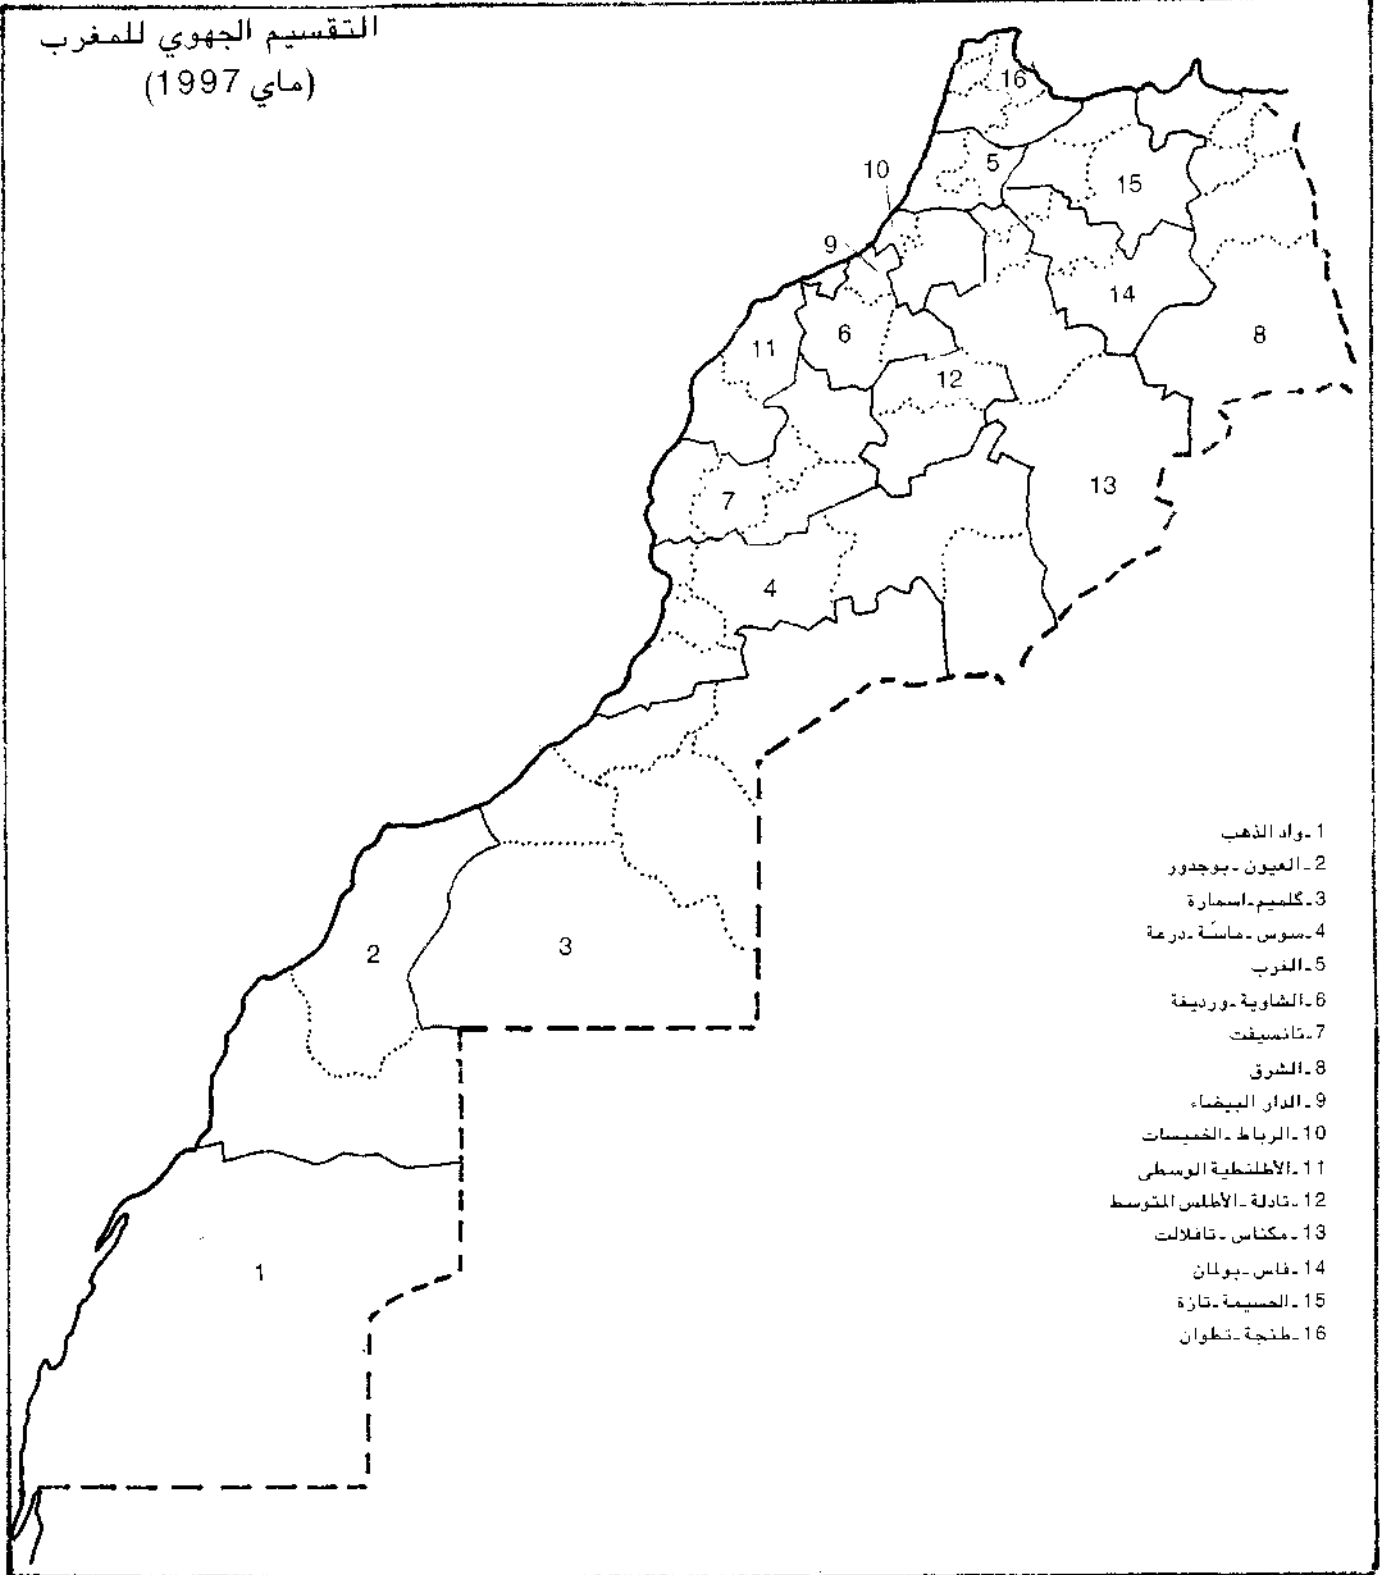 التقسيم الجهوي للمغرب
(ماي 1997)
16
5
10
15
9
14
8
6
11
12
13
7
4
2
3
1
1-واد الذهب
2-العيون-بوجدور
3-گلميم-اسمارة
4-سوس-ماسّة-درعة
5-الغرب
6-الشاوية-ورديغة
7-تانسيفت
8-الشرق
9-الدار البيضاء
10-الرباط-الخميسات
11-الأطلنطية الوسطى
12-تادلة-الأطلس المتوسط
13-مكناس-تافلالت
14-فاس-بولمان
15-الحسيمة-تازة
16-طنجة-تطوان